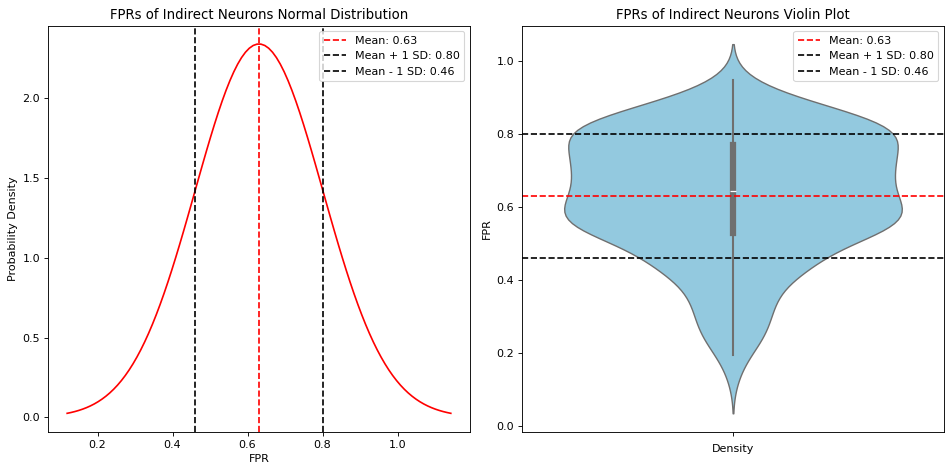 FPRs of Indirect Neurons Normal Distribution
Mean: 0.63
Mean + 1 SD: 0.80
Mean - 1 SD: 0.46
Probability Density
2.0
1.5
1.0
0.5
0.0
0.2 0.4 0.6 0.8 1.0
FPR
FPRs of Indirect Neurons Violin Plot
Mean: 0.63
Mean + 1 SD: 0.80
Mean - 1 SD: 0.46
FPR
1.0
0.8
0.6
0.4
0.2
0.0
Density